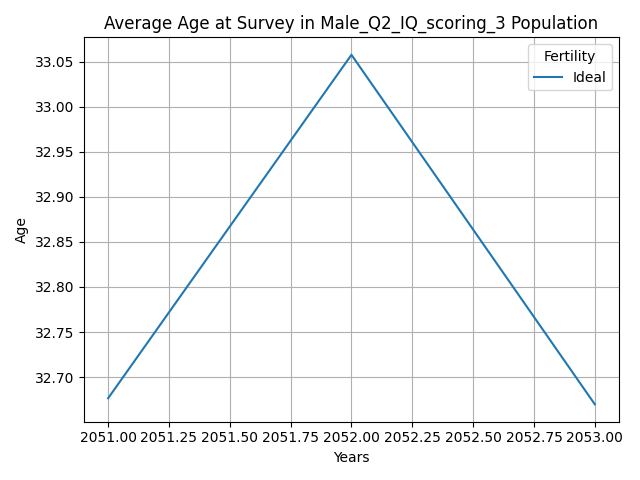 Average Age at Survey in Male_Q2_IQ_scoring_3 Population
Fertility
Ideal
33.05
33.00
32.95
32.90
32.85
32.80
32.75
32.70
Age
2051.00 2051.25 2051.50 2051.75 2052.00 2052.25 2052.50 2052.75 2053.00
Years